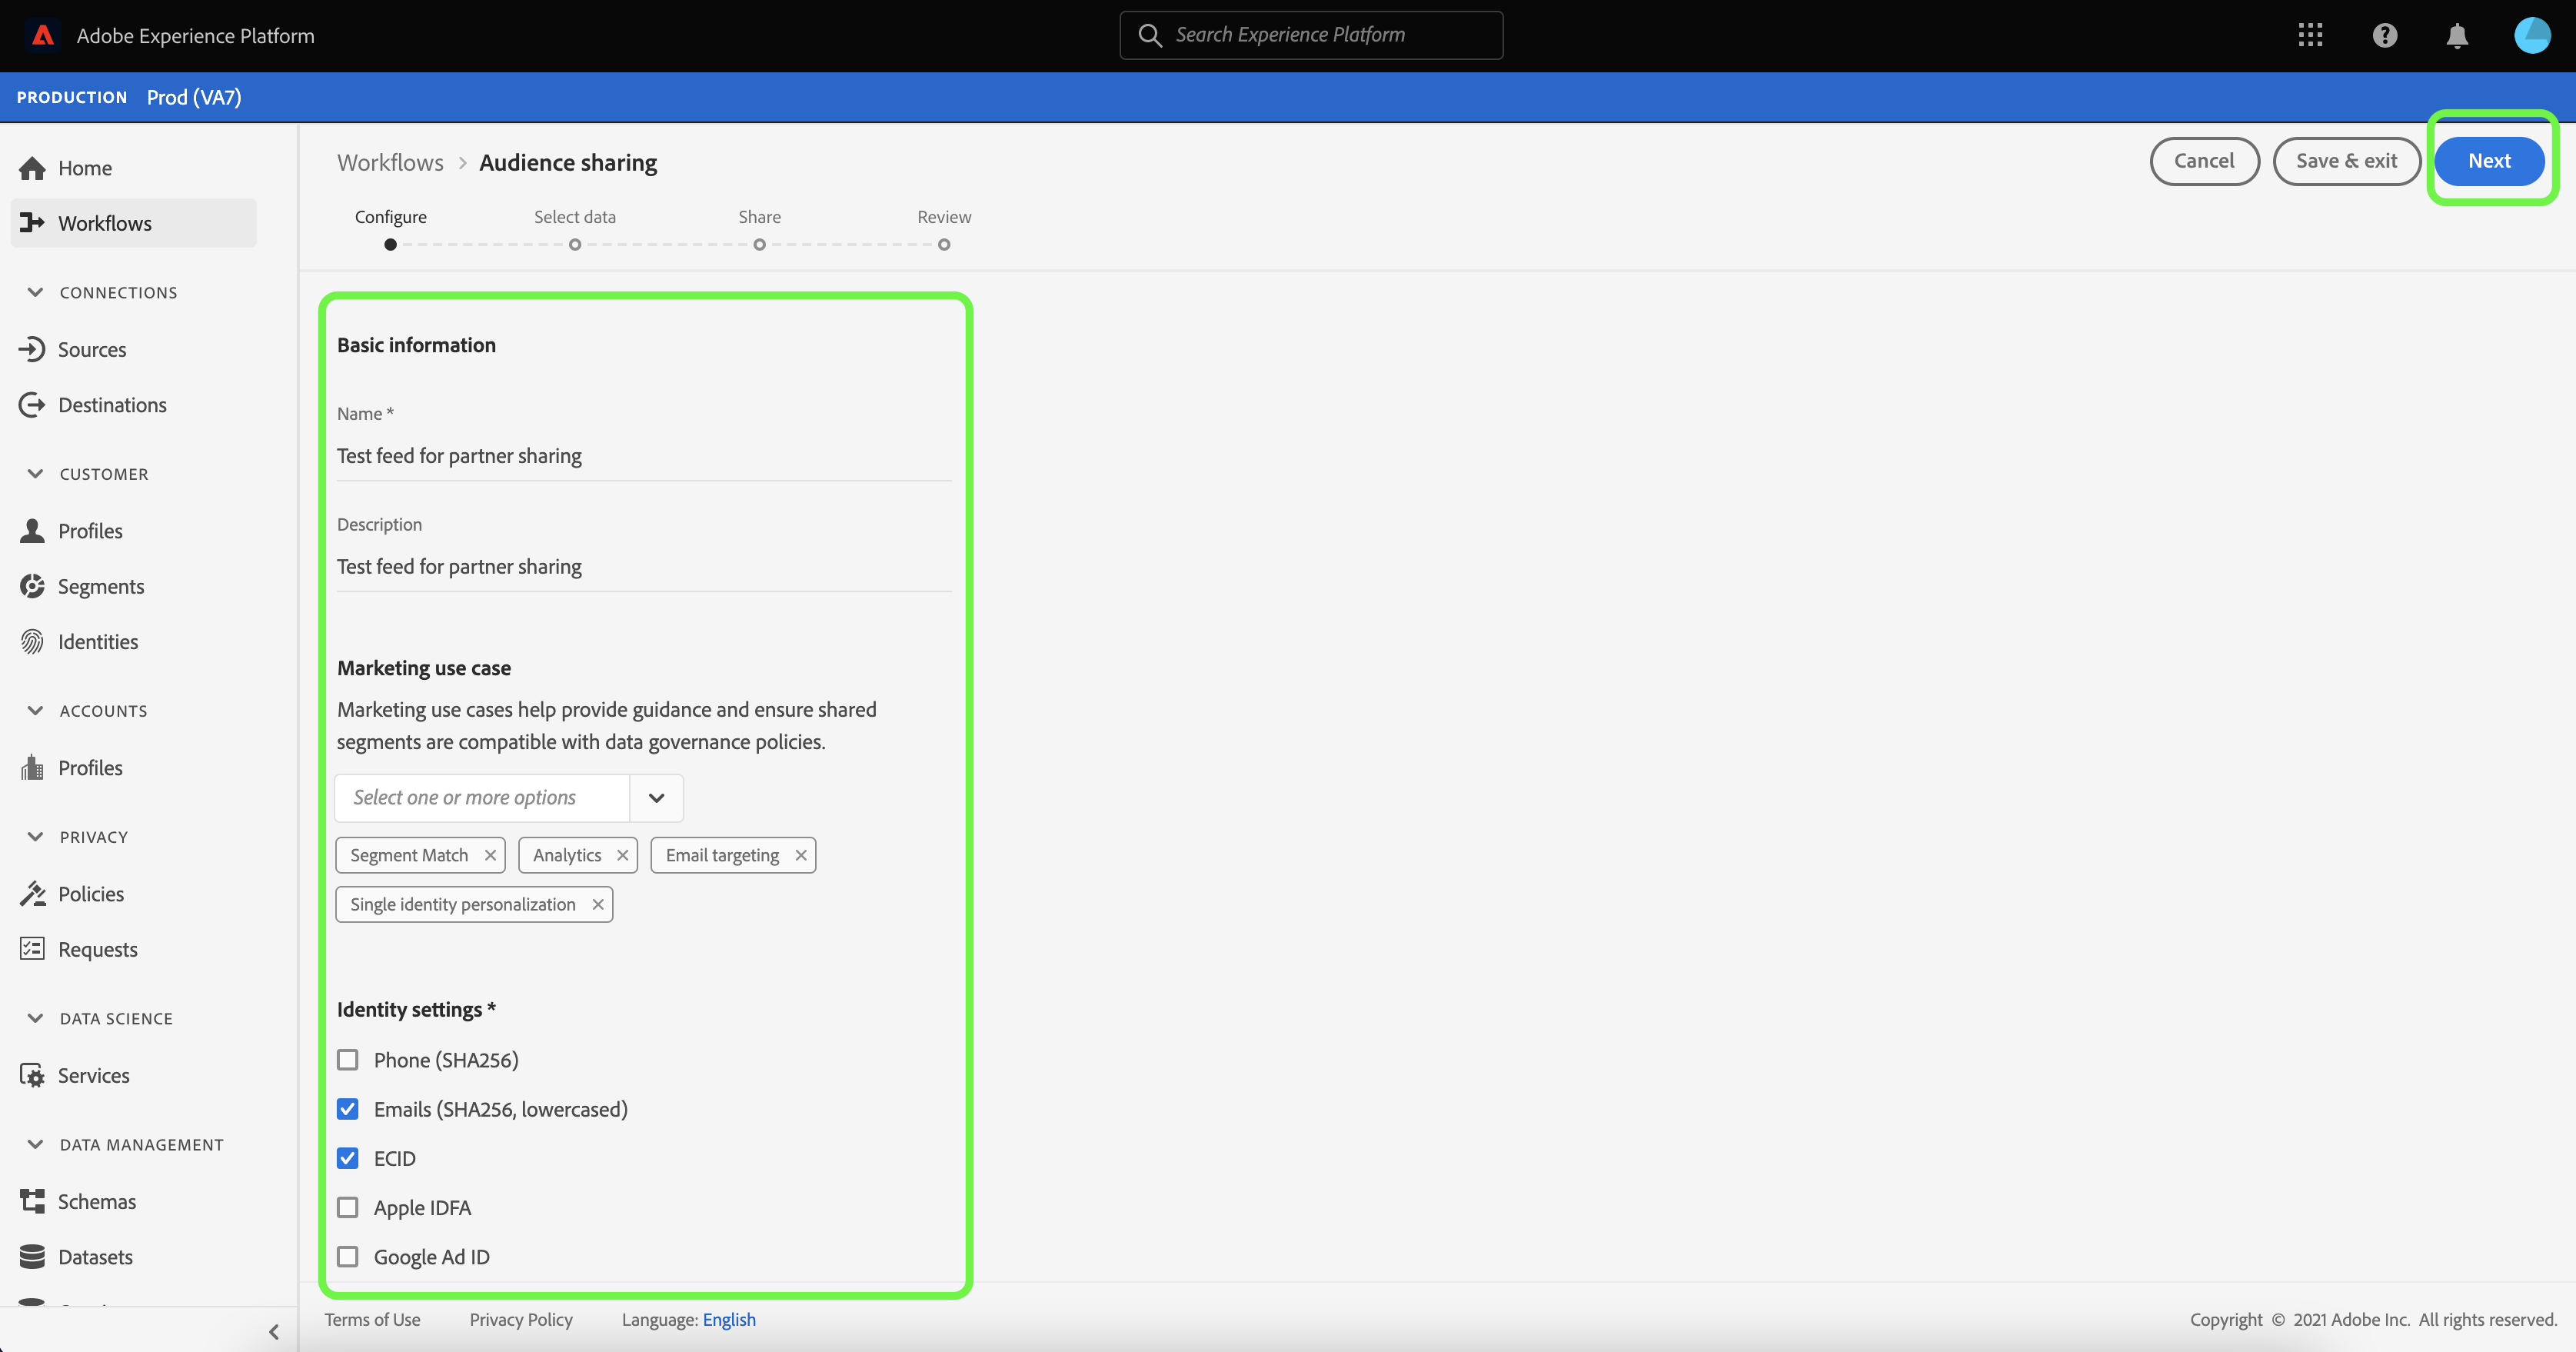 Adobe Experience Platform
Search Experience Platform
PRODUCTION Prod (VA7)
Home
Workflows
CONNECTIONS
Sources
Destinations
CUSTOMER
Profiles
Segments
Identities
ACCOUNTS
Profiles
PRIVACY
Policies
Requests
DATA SCIENCE
Services
DATA MANAGEMENT
Schemas
Datasets
Workflows > Audience sharing
Cancel
Save & exit
Next
Configure
Select data
Share
Review
Basic information
Name *
Test feed for partner sharing
Description
Test feed for partner sharing
Marketing use case
Marketing use cases help provide guidance and ensure shared
segments are compatible with data governance policies.
Select one or more options
Segment Match
Analytics
Email targeting
Single identity personalization
Identity settings *
Phone (SHA256)
Emails (SHA256, lowercased)
ECID
Apple IDFA
Google Ad ID
Terms of Use
Privacy Policy
Language: English
Copyright © 2021 Adobe Inc. All rights reserved.